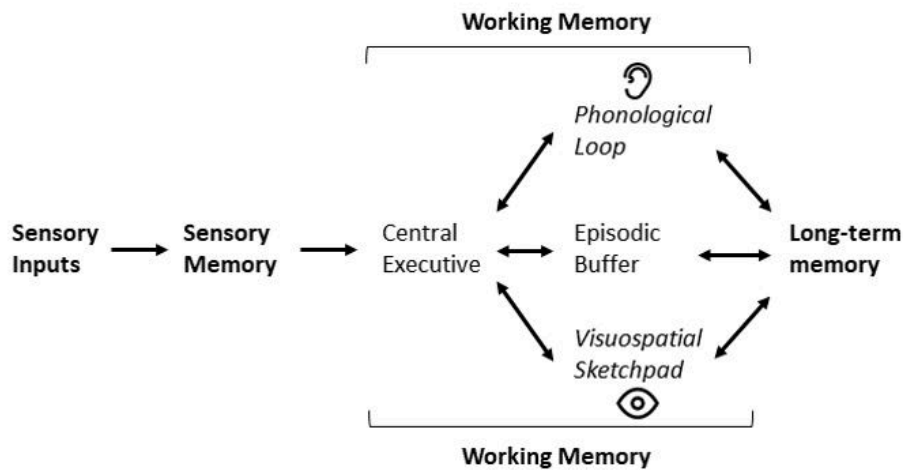 Working Memory
Phonological
Loop
Sensory
Inputs
Sensory
Memory
Central
Executive
Episodic
Buffer
Long-term
memory
Visuospatial
Sketchpad
Working Memory